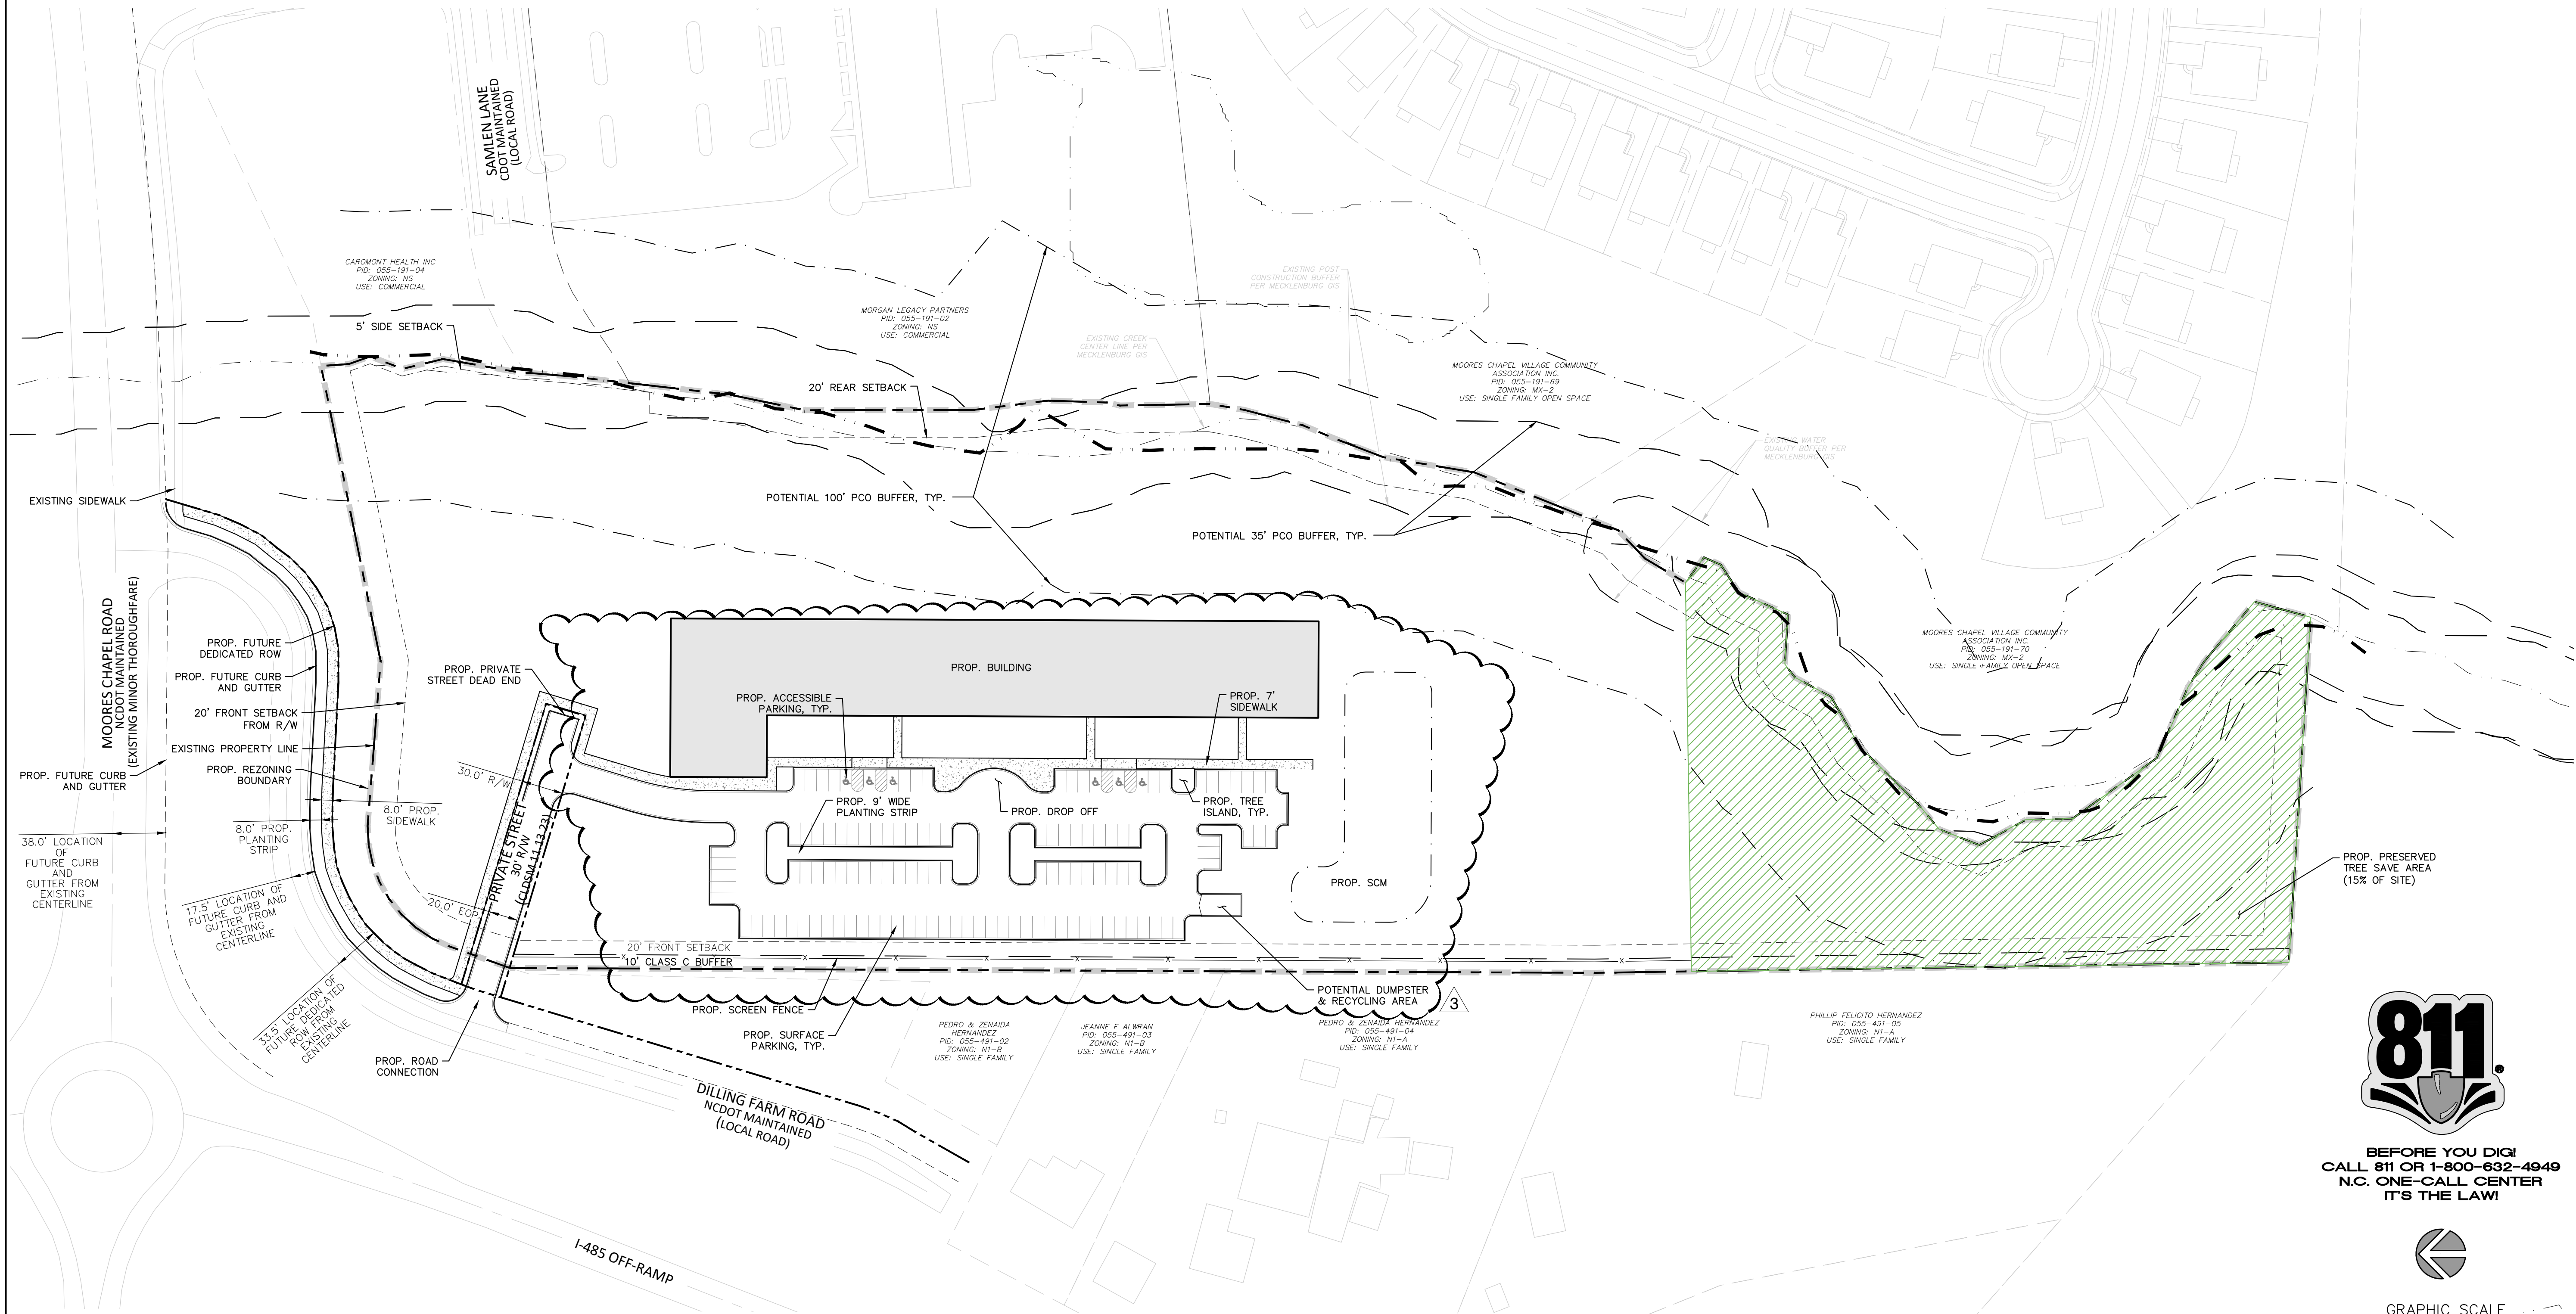 SAMLEN LANE
CDOT MAINTAINED
(LOCAL ROAD)
CAROMONT HEALTH INC
PID: 055-191-04
ZONING: NS
USE: COMMERCIAL
5' SIDE SETBACK
MORGAN LEGACY PARTNERS
PID: 055-191-02
ZONING: NS
USE: COMMERCIAL
EXISTING POST
CONSTRUCTION BUFFER
PER MECKLENBURG GIS
EXISTING CREEK
CENTER LINE PER
MECKLENBURG GIS
20' REAR SETBACK
MOORES CHAPEL VILLAGE COMMUNITY
ASSOCIATION INC.
PID: 055-191-69
ZONING: MX-2
USE: SINGLE FAMILY OPEN SPACE
EXISTING WATER
QUALITY BUFFER PER
MECKLENBURG GIS
EXISTING SIDEWALK
POTENTIAL 100' PCO BUFFER, TYP.
POTENTIAL 35' PCO BUFFER, TYP.
MOORES CHAPEL ROAD
NCDOT MAINTAINED
(EXISTING MINOR THOROUGHFARE)
PROP. FUTURE
DEDICATED ROW
PROP. FUTURE CURB
AND GUTTER
20' FRONT SETBACK
FROM R/W
EXISTING PROPERTY LINE
PROP. REZONING
BOUNDARY
PROP. FUTURE CURB
AND GUTTER
8.0' PROP.
SIDEWALK
8.0' PROP.
PLANTING
STRIP
38.0' LOCATION
OF
FUTURE CURB
AND
GUTTER FROM
EXISTING
CENTERLINE
17.5' LOCATION OF
FUTURE CURB AND
GUTTER FROM
EXISTING
CENTERLINE
33.5' LOCATION OF
FUTURE DEDICATED
ROW FROM
EXISTING
CENTERLINE
PROP. PRIVATE
STREET DEAD END
30.0' R/W
20.0' EOP
PRIVATE STREET
30' R/W
(CLDSM 11.13.23)
PROP. BUILDING
PROP. ACCESSIBLE
PARKING, TYP.
PROP. 7'
SIDEWALK
PROP. 9' WIDE
PLANTING STRIP
PROP. DROP OFF
PROP. TREE
ISLAND, TYP.
PROP. SCM
MOORES CHAPEL VILLAGE COMMUNITY
ASSOCIATION INC.
PID: 055-191-70
ZONING: MX-2
USE: SINGLE FAMILY OPEN SPACE
PROP. PRESERVED
TREE SAVE AREA
(15% OF SITE)
20' FRONT SETBACK
10' CLASS C BUFFER
X X X X X X X X X X X X
POTENTIAL DUMPSTER
& RECYCLING AREA
3
PROP. SCREEN FENCE
PROP. SURFACE
PARKING, TYP.
PROP. ROAD
CONNECTION
PEDRO & ZENAIDA
HERNANDEZ
PID: 055-491-02
ZONING: N1-B
USE: SINGLE FAMILY
JEANNE F ALWRAN
PID: 055-491-03
ZONING: N1-B
USE: SINGLE FAMILY
PEDRO & ZENAIDA HERNANDEZ
PID: 055-491-04
ZONING: N1-A
USE: SINGLE FAMILY
PHILLIP FELICITO HERNANDEZ
PID: 055-491-05
ZONING: N1-A
USE: SINGLE FAMILY
DILLING FARM ROAD
NCDOT MAINTAINED
(LOCAL ROAD)
I-485 OFF-RAMP
811
®
BEFORE YOU DIG!
CALL 811 OR 1-800-632-4949
N.C. ONE-CALL CENTER
IT'S THE LAW!
GRAPHIC SCALE